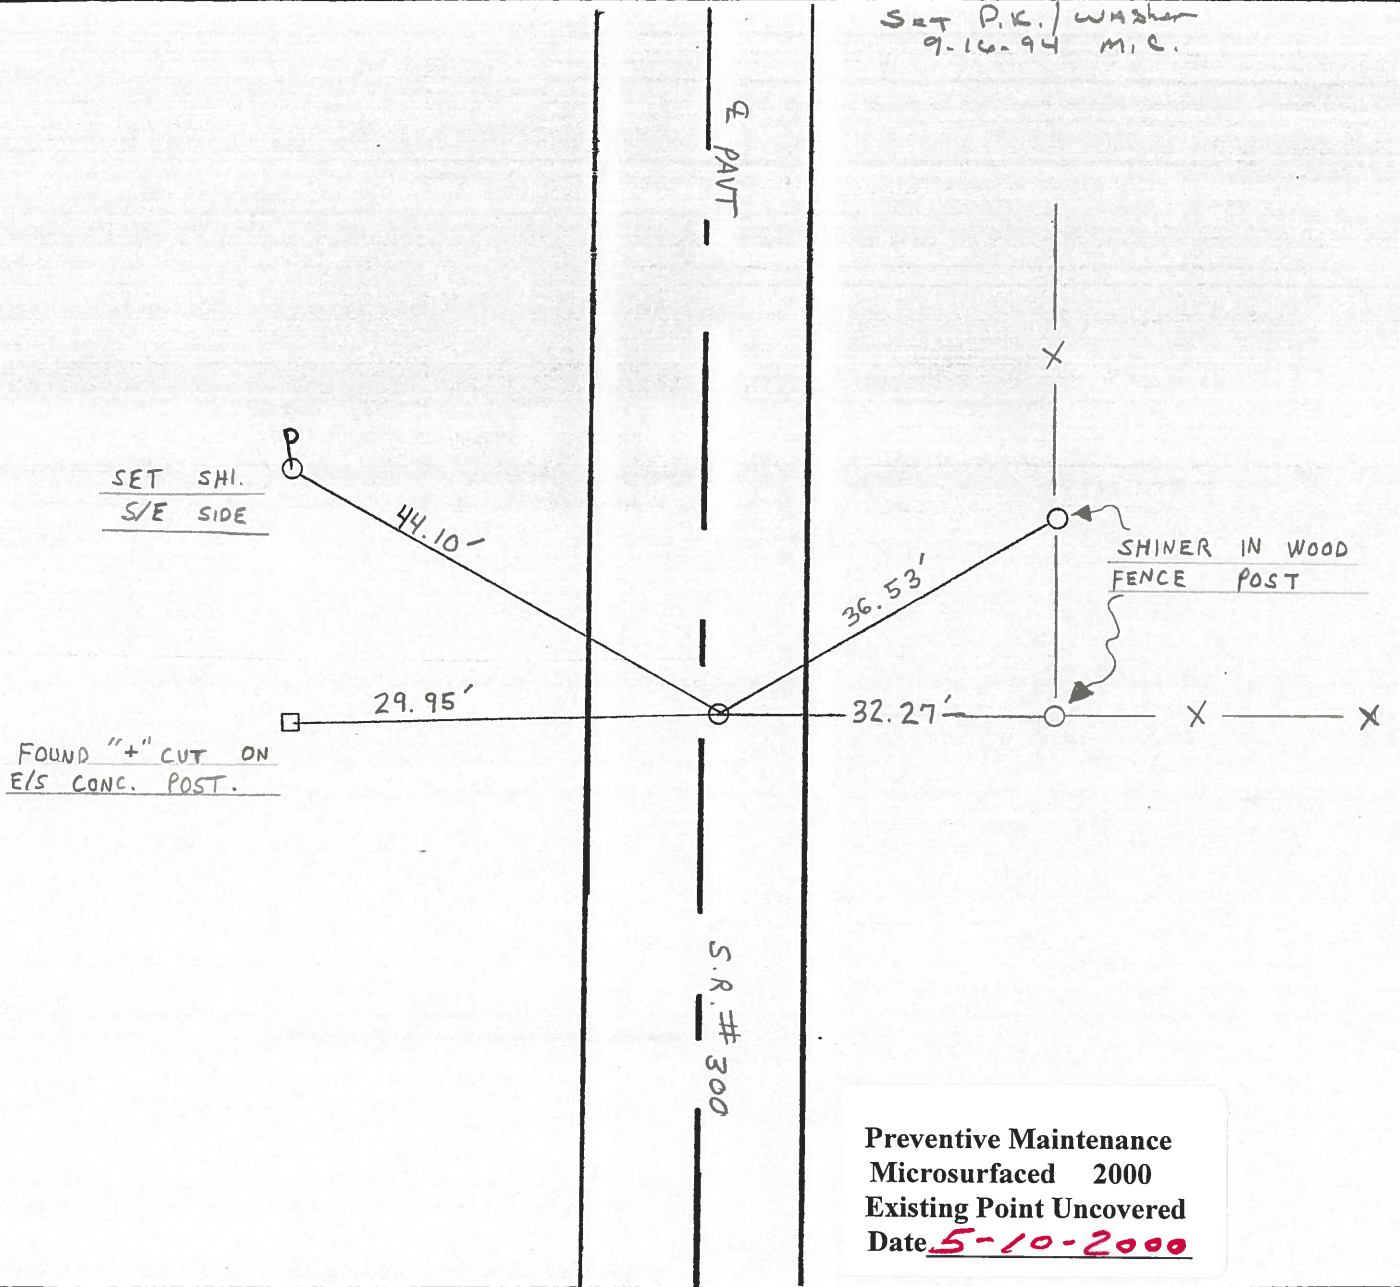 SET P.K./WASHER
9-16-94 M.C.
℄ PAVT
P
SET SHI.
S/E SIDE
44.10
36.53'
SHINER IN WOOD
FENCE POST
29.95'
32.27'
FOUND "+" CUT ON
E/S CONC. POST.
S.R. #300
Preventive Maintenance
Microsurfaced 2000
Existing Point Uncovered
Date 5-10-2000